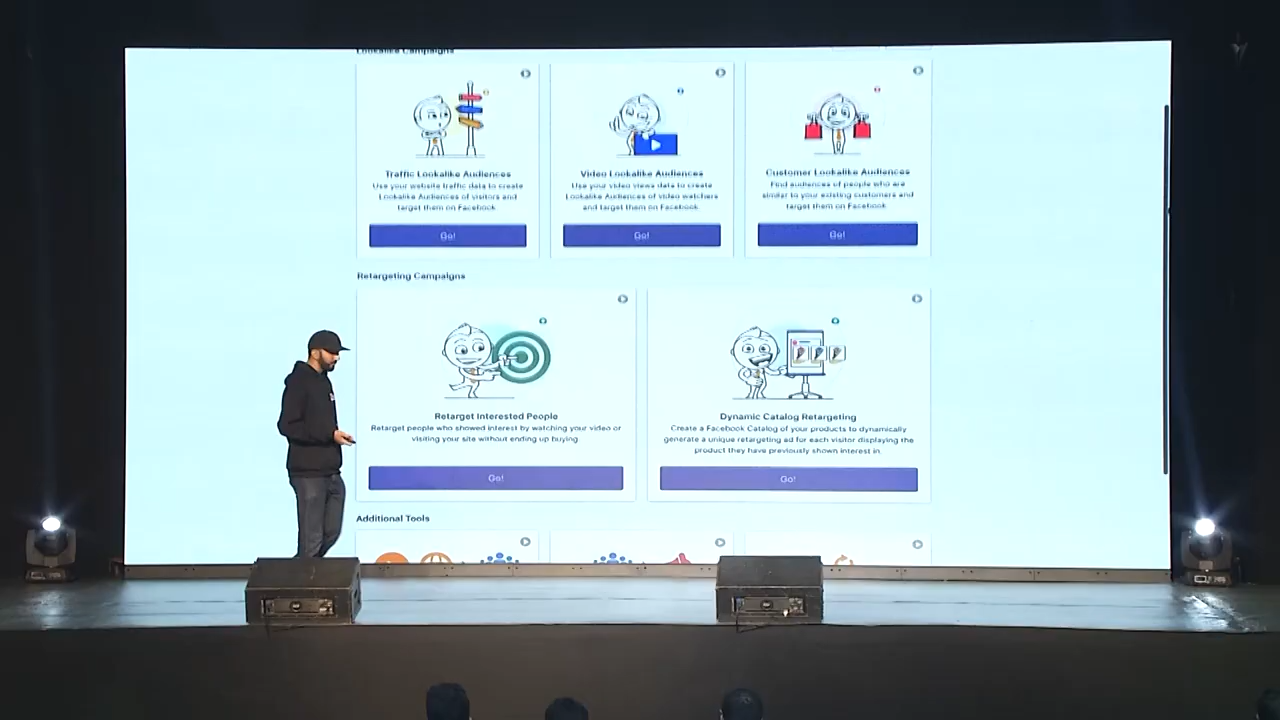 Lookalike Campaigns
Traffic Lookalike Audiences
Use your website traffic data to create
Lookalike Audiences of visitors and
target them on Facebook.
Go!
Video Lookalike Audiences
Use your video views data to create
Lookalike Audiences of video watchers
and target them on Facebook.
Go!
Customer Lookalike Audiences
Find audiences of people who are
similar to your existing customers and
target them on Facebook.
Go!
Retargeting Campaigns
Retarget Interested People
Retarget people who showed interest by watching your video or
visiting your site without ending up buying.
Go!
Dynamic Catalog Retargeting
Create a Facebook Catalog of your products to dynamically
generate a unique retargeting ad for each visitor displaying the
product they have previously shown interest in.
Go!
Additional Tools